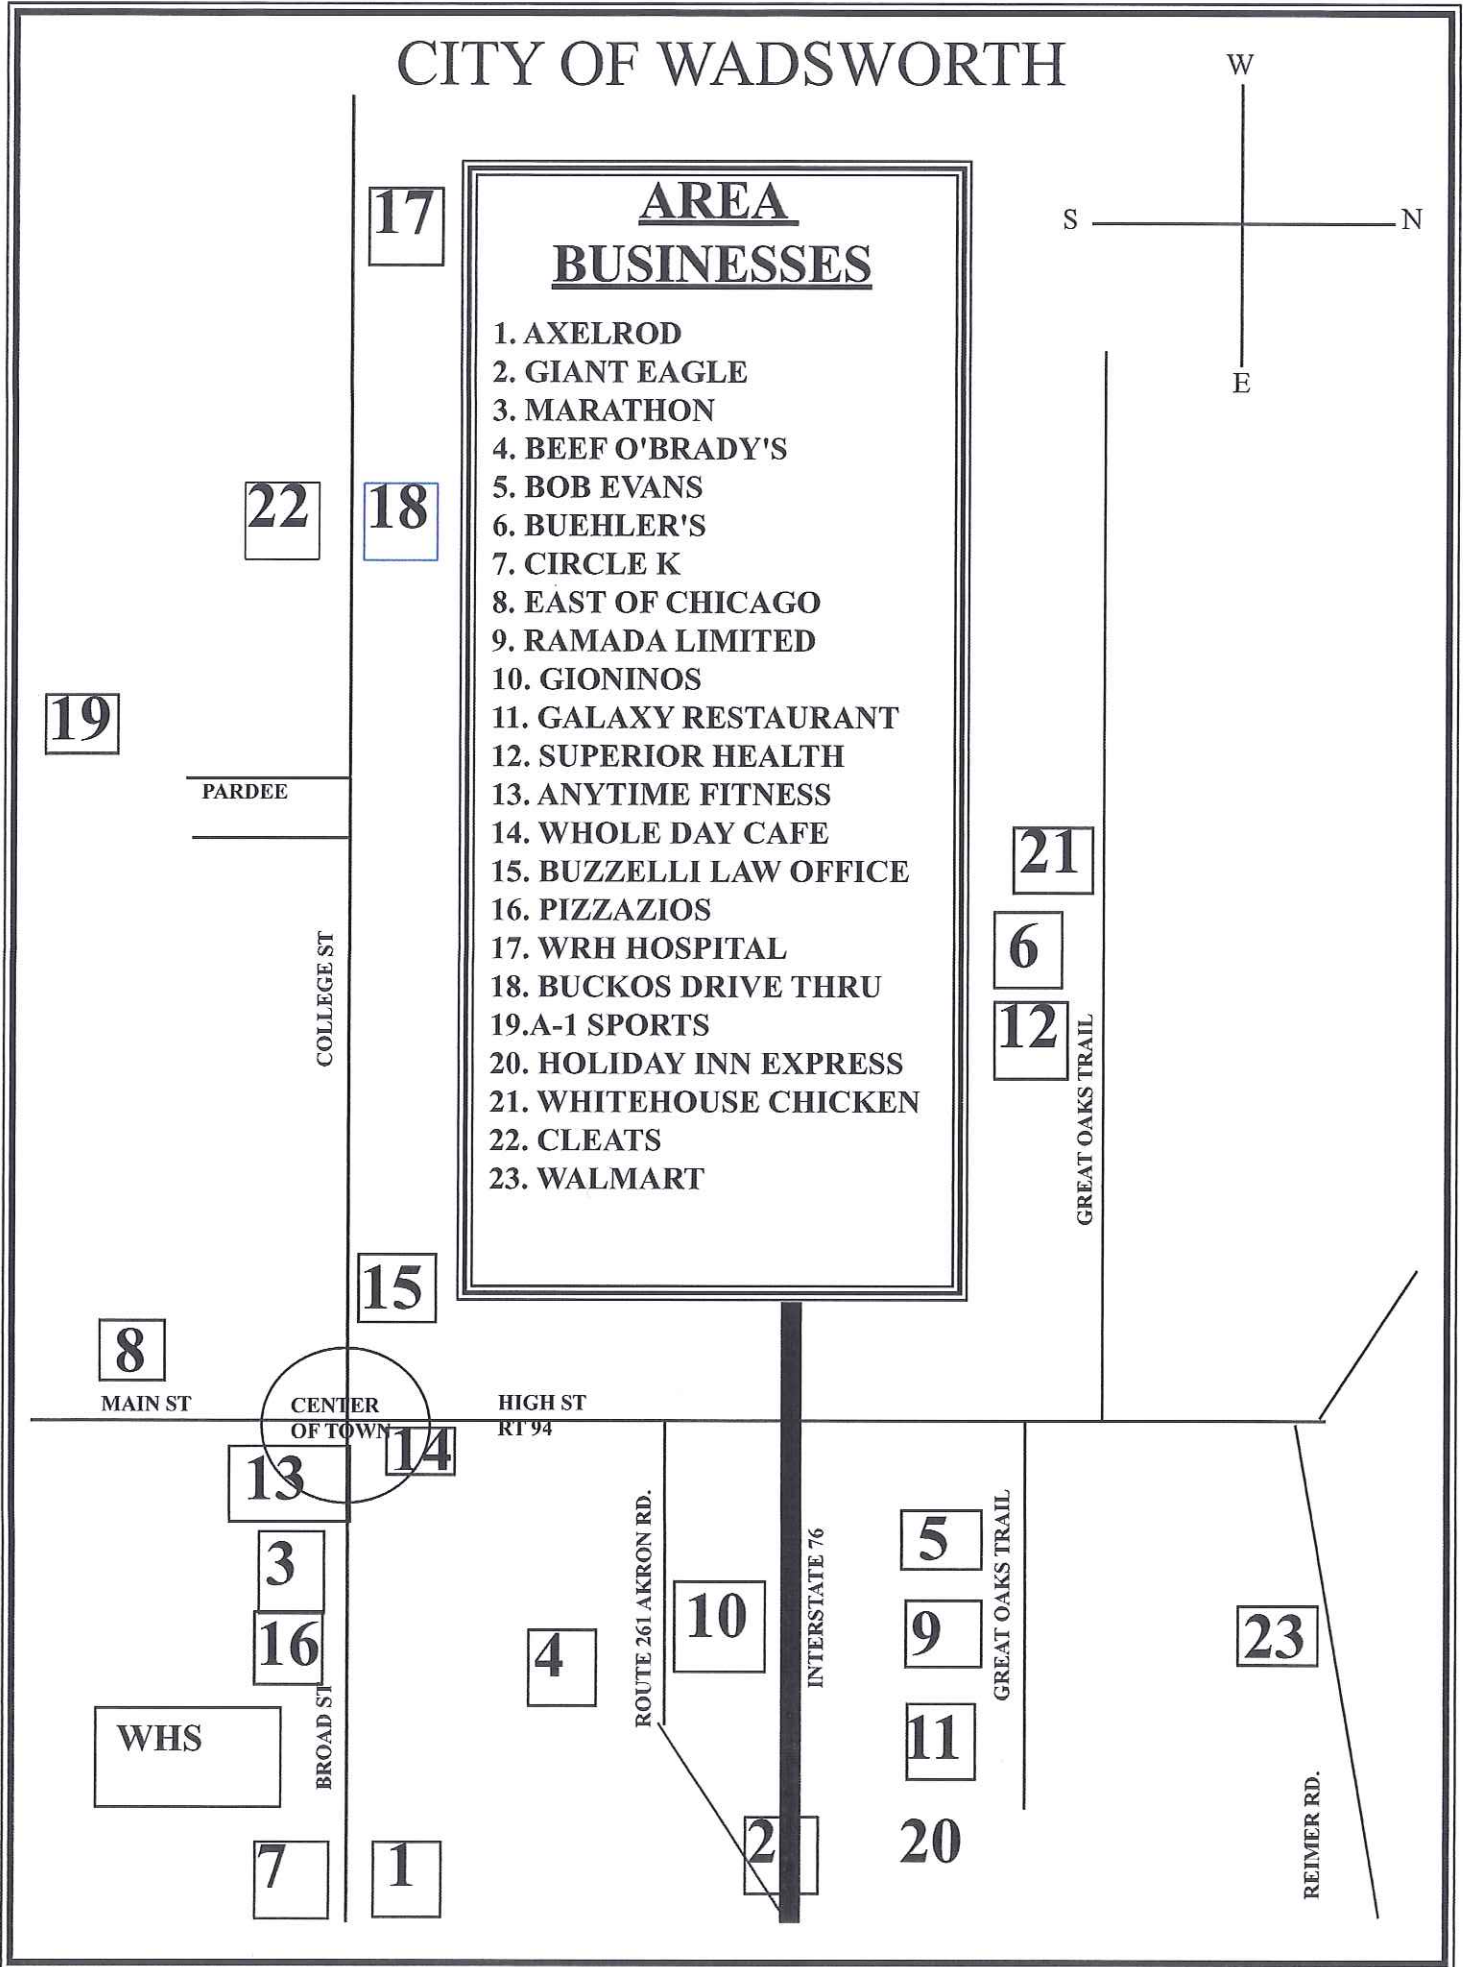 CITY OF WADSWORTH
W
S
N
E
AREA
BUSINESSES
1. AXELROD
2. GIANT EAGLE
3. MARATHON
4. BEEF O'BRADY'S
5. BOB EVANS
6. BUEHLER'S
7. CIRCLE K
8. EAST OF CHICAGO
9. RAMADA LIMITED
10. GIONINOS
11. GALAXY RESTAURANT
12. SUPERIOR HEALTH
13. ANYTIME FITNESS
14. WHOLE DAY CAFE
15. BUZZELLI LAW OFFICE
16. PIZZAZIOS
17. WRH HOSPITAL
18. BUCKOS DRIVE THRU
19.A-1 SPORTS
20. HOLIDAY INN EXPRESS
21. WHITEHOUSE CHICKEN
22. CLEATS
23. WALMART
17
22
18
19
PARDEE
COLLEGE ST
21
6
12
GREAT OAKS TRAIL
15
8
MAIN ST
CENTER
OF TOWN
HIGH ST
RT 94
14
13
3
16
BROAD ST
WHS
7
1
4
ROUTE 261 AKRON RD.
10
INTERSTATE 76
2
5
9
11
20
GREAT OAKS TRAIL
23
REIMER RD.